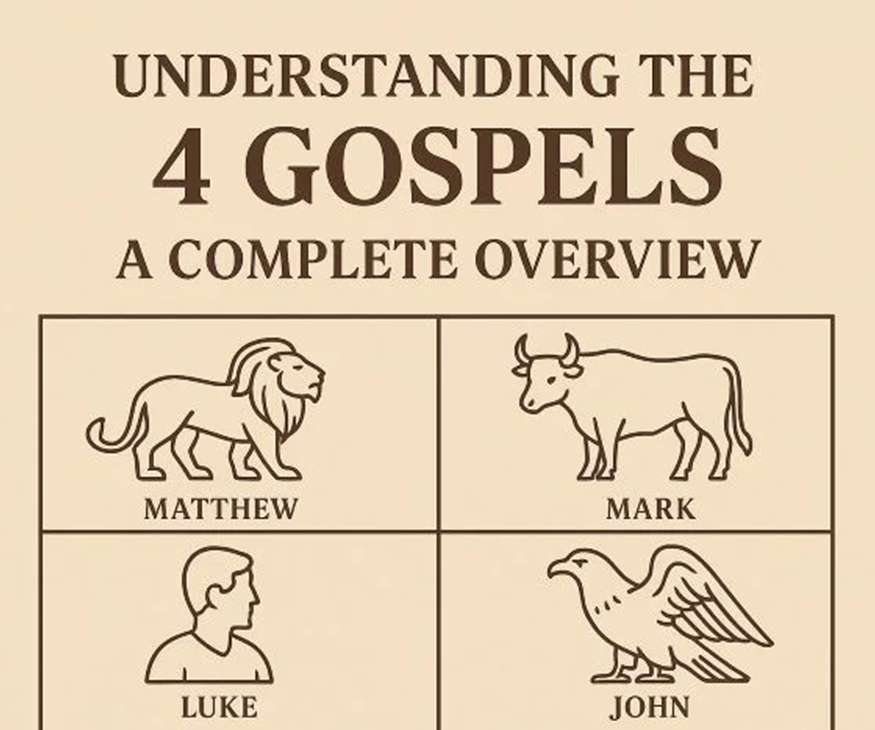 UNDERSTANDING THE
4 GOSPELS
A COMPLETE OVERVIEW
MATTHEW
MARK
LUKE
JOHN